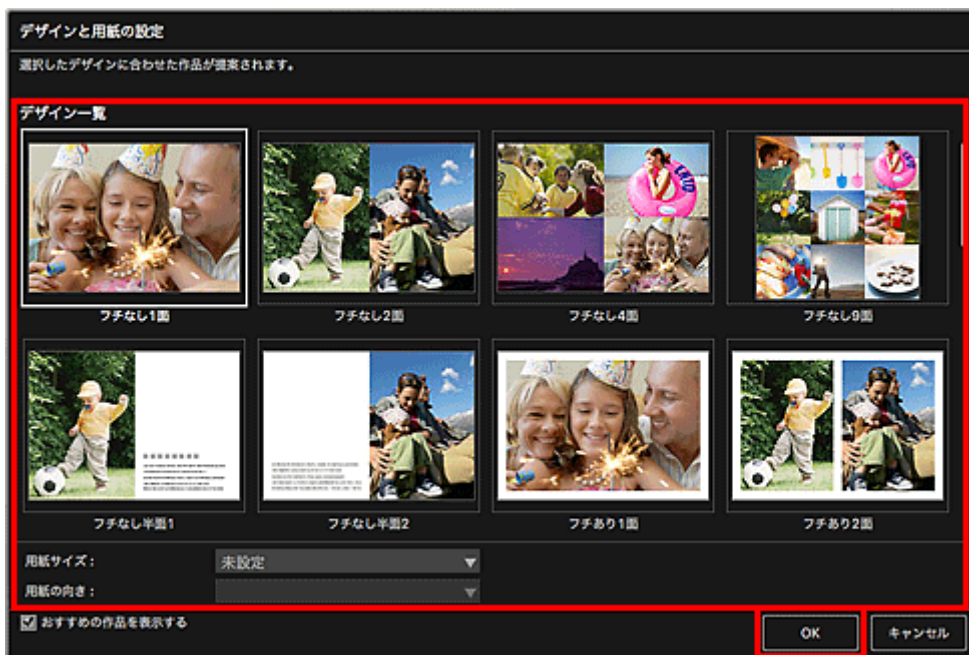 デザインと用紙の設定
選択したデザインに合わせた作品が提案されます。
デザイン一覧
フチなし1面
フチなし2面
フチなし4面
フチなし9面
フチなし半面1
フチなし半面2
フチあり1面
フチあり2面
用紙サイズ：
未設定
用紙の向き：
おすすめの作品を表示する
OK
キャンセル